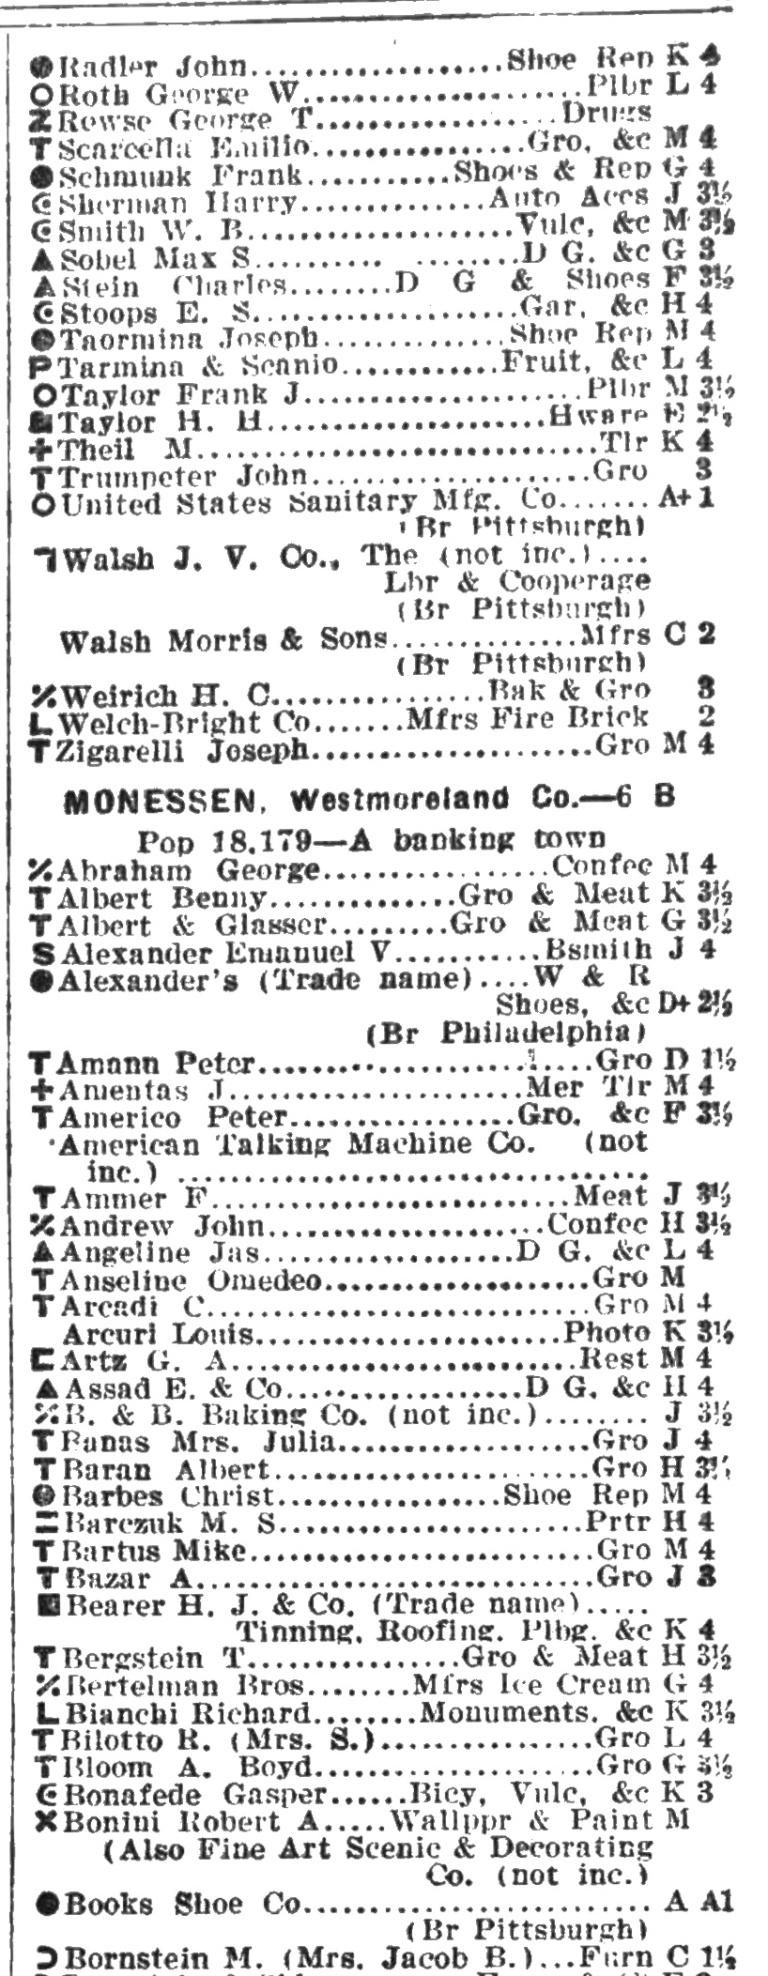 ●Radler John....................Shoe Rep K 4
○Roth George W......................Plbr L 4
Z Rowse George T...................Drugs
T Scarcella Emilio................Gro, &c M 4
●Schmunk Frank...........Shoes & Rep G 4
Sherman Harry...............Auto Aces J 3½
Smith W. B.....................Vulc, &c M 3½
▲Sobel Max S.......... ........D G. &c G 3
▲Stein Charles........D G & Shoes F 3½
Stoops E. S.....................Gar, &c H 4
●Taormina Joseph..............Shoe Rep M 4
P Tarmina & Scanio............Fruit, &c L 4
○Taylor Frank J......................Plbr M 3½
Taylor H. H......................Hware E 2½
+Theil M................................Tlr K 4
T Trumpeter John......................Gro 3
○United States Sanitary Mfg. Co....... A+ 1
(Br Pittsburgh)
Walsh J. V. Co., The (not inc.)....
Lbr & Cooperage
(Br Pittsburgh)
Walsh Morris & Sons..............Mfrs C 2
(Br Pittsburgh)
٪Weirich H. C.................Bak & Gro 3
L Welch-Bright Co.......Mfrs Fire Brick 2
T Zigarelli Joseph......................Gro M 4
MONESSEN, Westmoreland Co.—6 B
Pop 18,179—A banking town
٪Abraham George.................Confec M 4
T Albert Benny..............Gro & Meat K 3½
T Albert & Glasser.........Gro & Meat G 3½
S Alexander Emanuel V...........Bsmith J 4
●Alexander's (Trade name)....W & R
Shoes, &c D+ 2½
(Br Philadelphia)
T Amann Peter...........................Gro D 1½
+Amentas J......................Mer Tlr M 4
T Americo Peter.................Gro, &c F 3½
American Talking Machine Co. (not
inc.) ....................................
T Ammer F...........................Meat J 3½
٪Andrew John......................Confec H 3½
▲Angeline Jas....................D G. &c L 4
T Anseline Omedeo.....................Gro M
T Arcadi C..............................Gro M 4
Arcuri Louis........................Photo K 3½
Artz G. A...........................Rest M 4
▲Assad E. & Co..................D G. &c H 4
٪B. & B. Baking Co. (not inc.)........ J 3½
T Banas Mrs. Julia...................Gro J 4
T Baran Albert........................Gro H
Barbes Christ.................Shoe Rep M 4
=Barczuk M. S.......................Prtr H 4
T Bartus Mike...........................Gro M 4
T Bazar A...............................Gro J 3
■Bearer H. J. & Co. (Trade name).....
Tinning, Roofing, Plbg, &c K 4
T Bergstein T.................Gro & Meat H 3½
٪Bertelman Bros........Mfrs Ice Cream G 4
L Bianchi Richard........Monuments, &c K 3½
T Bilotto R. (Mrs. S.)................Gro L 4
T Bloom A. Boyd......................Gro G 3½
Bonafede Gasper......Bicy, Vulc, &c K 3
✕Bonini Robert A.....Wallppr & Paint M
(Also Fine Art Scenic & Decorating
Co. (not inc.)
●Books Shoe Co........................... A A1
(Br Pittsburgh)
Bornstein M. (Mrs. Jacob B.)...Furn C 1½